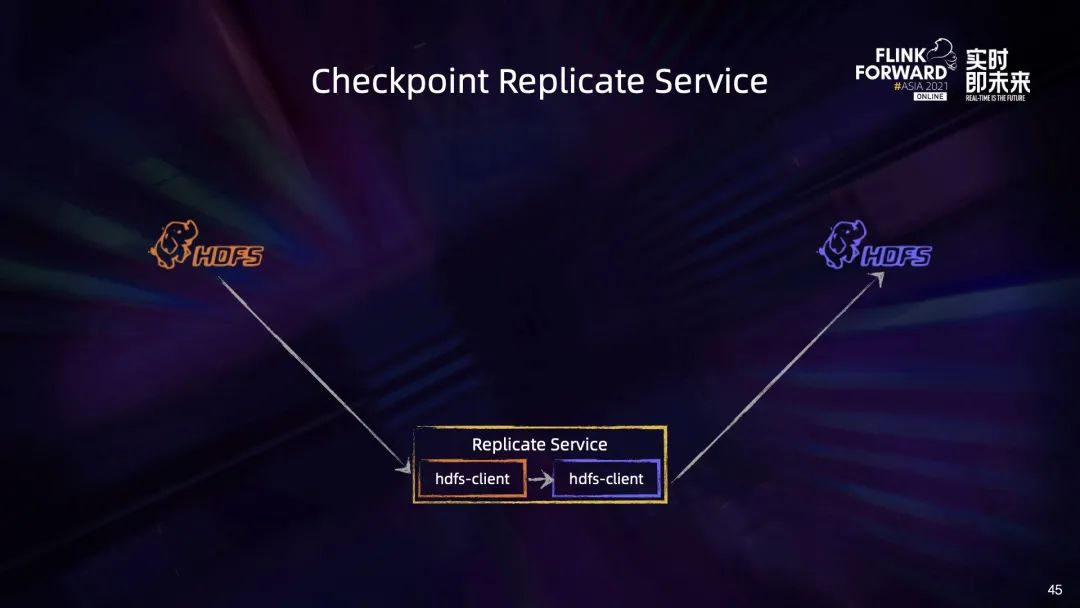 Checkpoint Replicate Service
FLINK
FORWARD
#ASIA 2021
ONLINE
实时
即未来
REAL-TIME IS THE FUTURE
HDFS
HDFS
Replicate Service
hdfs-client
hdfs-client
45